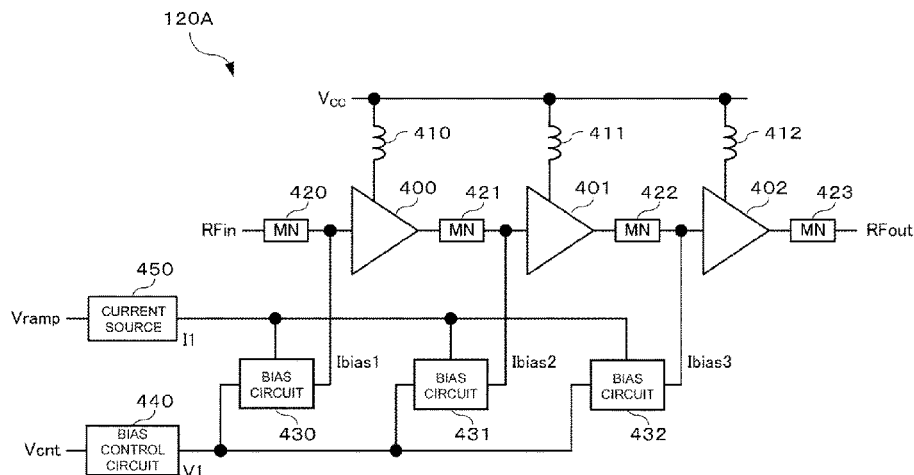 120A
Vcc
410
411
412
420
400
421
401
422
402
423
RFin
MN
MN
MN
MN
RFout
450
Vramp
CURRENT
SOURCE
I1
Ibias1
Ibias2
Ibias3
BIAS
CIRCUIT
BIAS
CIRCUIT
BIAS
CIRCUIT
440
430
431
432
Vcnt
BIAS
CONTROL
CIRCUIT
V1